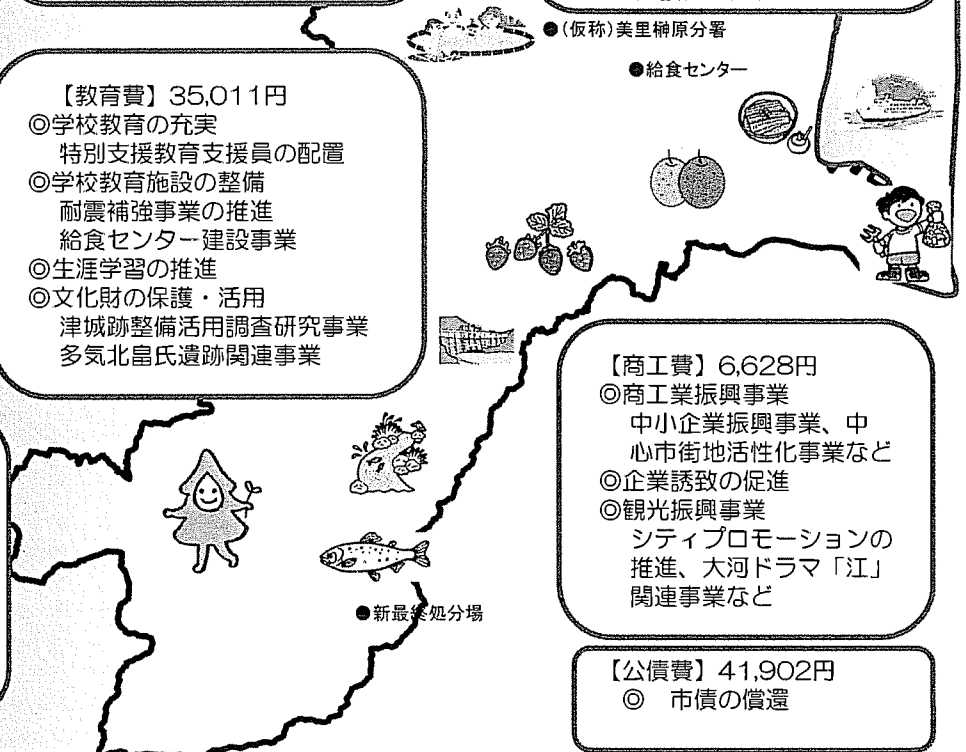 ●(仮称)美里榊原分署
●給食センター
【教育費】35,011円
◎学校教育の充実
特別支援教育支援員の配置
◎学校教育施設の整備
耐震補強事業の推進
給食センター建設事業
◎生涯学習の推進
◎文化財の保護・活用
津城跡整備活用調査研究事業
多気北畠氏遺跡関連事業
【商工費】6,628円
◎商工業振興事業
中小企業振興事業、中
心市街地活性化事業など
◎企業誘致の促進
◎観光振興事業
シティプロモーションの
推進、大河ドラマ「江」
関連事業など
●新最終処分場
【公債費】41,902円
◎ 市債の償還